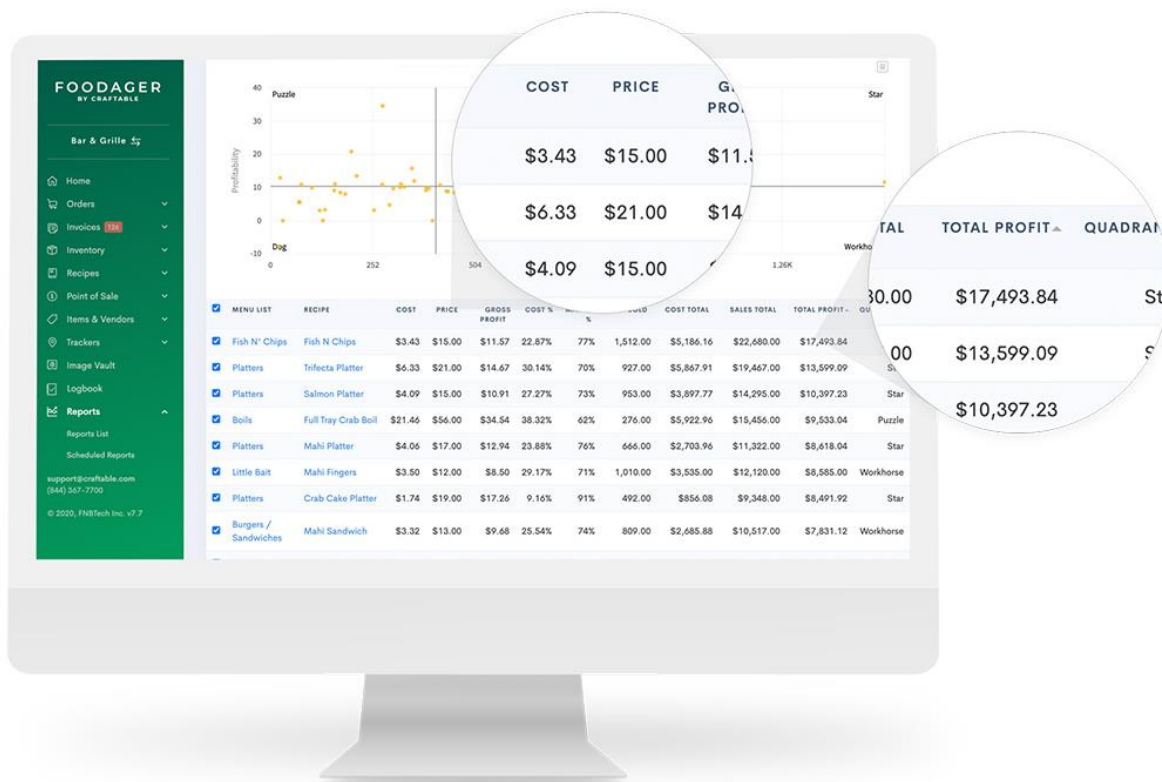 FOODAGER
BY CRAFTABLE
Bar & Grille
Home
Orders
Invoices 126
Inventory
Recipes
Point of Sale
Items & Vendors
Trackers
Image Vault
Logbook
Reports
Reports List
Scheduled Reports
support@craftable.com
(844) 367-7700
© 2020, FNBTech Inc. v7.7
Puzzle
Star
Profitability
40
30
20
10
0
-10
Dog
Workho
0 252 504 1.26K
COST PRICE
$3.43 $15.00 $11.
$6.33 $21.00 $14
$4.09 $15.00
TAL TOTAL PROFIT QUADRAN
30.00 $17,493.84 St
00 $13,599.09
$10,397.23
MENU LIST RECIPE COST PRICE GROSS PROFIT COST % % COST TOTAL SALES TOTAL TOTAL PROFIT
Fish N' Chips Fish N Chips $3.43 $15.00 $11.57 22.87% 77% 1,512.00 $5,186.16 $22,680.00 $17,493.84
Platters Trifecta Platter $6.33 $21.00 $14.67 30.14% 70% 927.00 $5,867.91 $19,467.00 $13,599.09
Platters Salmon Platter $4.09 $15.00 $10.91 27.27% 73% 953.00 $3,897.77 $14,295.00 $10,397.23 Star
Boils Full Tray Crab Boil $21.46 $56.00 $34.54 38.32% 62% 276.00 $5,922.96 $15,456.00 $9,533.04 Puzzle
Platters Mahi Platter $4.06 $17.00 $12.94 23.88% 76% 666.00 $2,703.96 $11,322.00 $8,618.04 Star
Little Bait Mahi Fingers $3.50 $12.00 $8.50 29.17% 71% 1,010.00 $3,535.00 $12,120.00 $8,585.00 Workhorse
Platters Crab Cake Platter $1.74 $19.00 $17.26 9.16% 91% 492.00 $856.08 $9,348.00 $8,491.92 Star
Burgers / Sandwiches Mahi Sandwich $3.32 $13.00 $9.68 25.54% 74% 809.00 $2,685.88 $10,517.00 $7,831.12 Workhorse